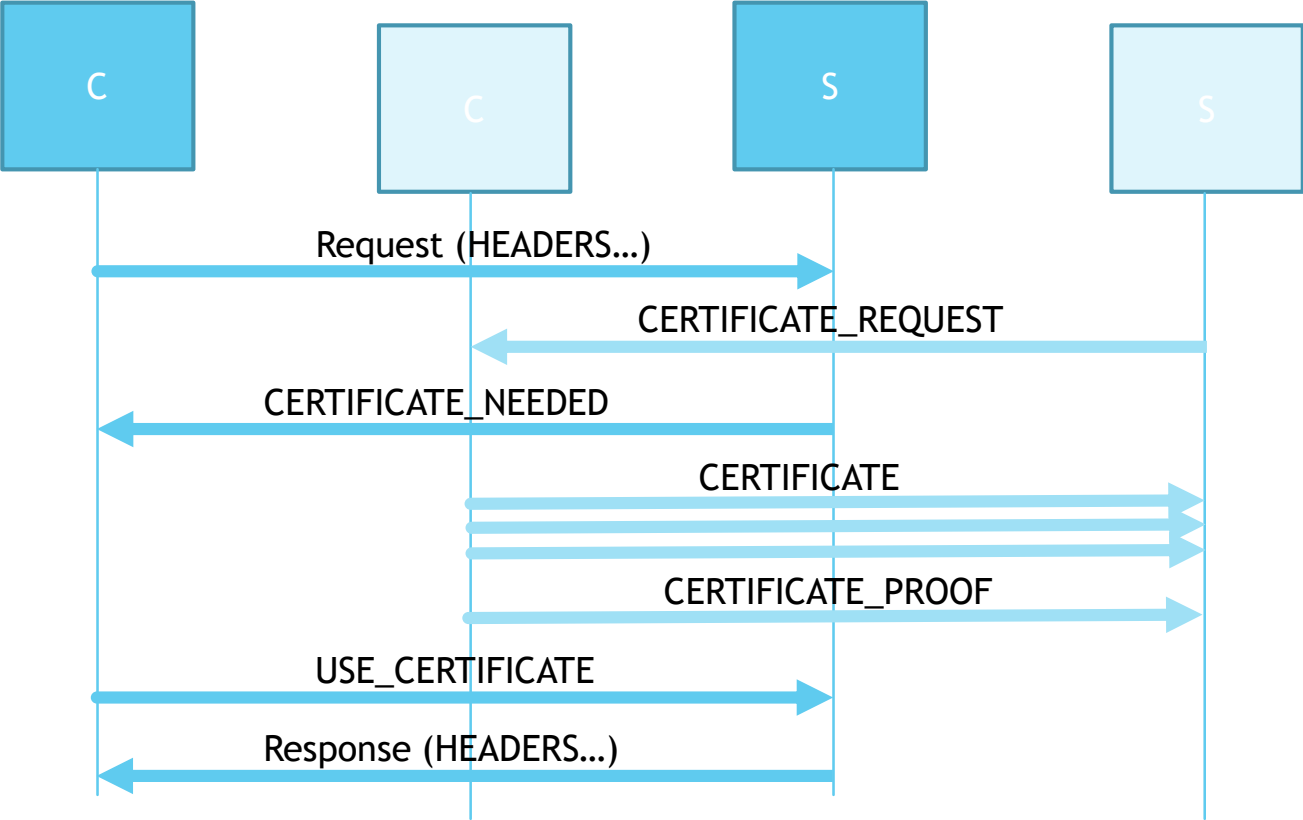 C
C
S
S
Request (HEADERS…)
CERTIFICATE_REQUEST
CERTIFICATE_NEEDED
CERTIFICATE
CERTIFICATE_PROOF
USE_CERTIFICATE
Response (HEADERS…)